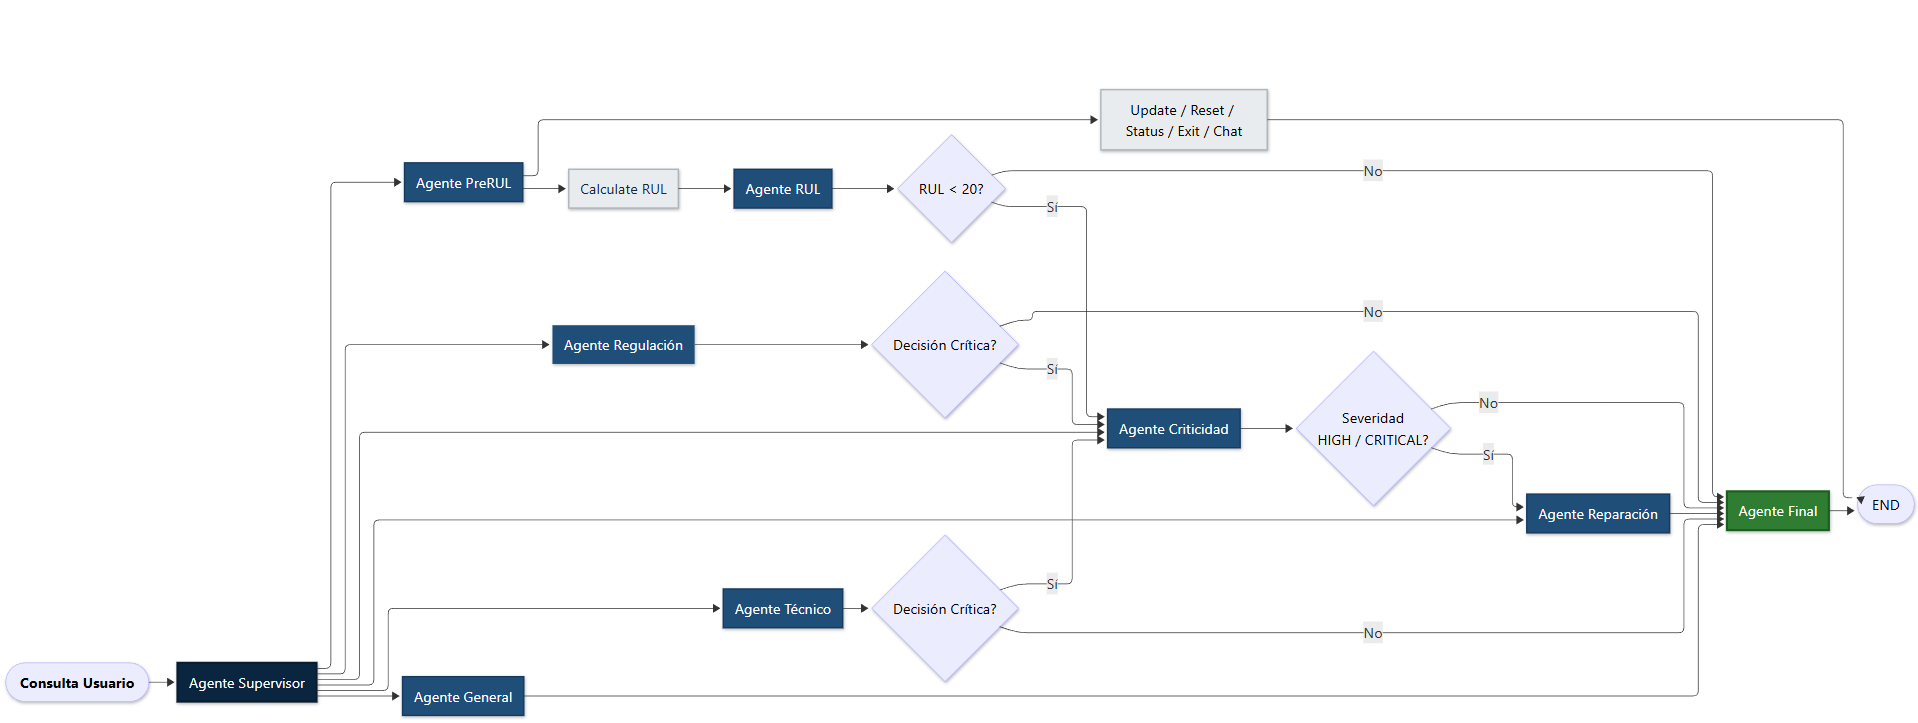 Update / Reset /
Status / Exit / Chat
Agente PreRUL
Calculate RUL
Agente RUL
RUL < 20?
No
Sí
No
Agente Regulación
Decisión Crítica?
Sí
Agente Criticidad
Severidad
HIGH / CRITICAL?
No
Sí
Agente Reparación
Agente Final
END
Sí
Agente Técnico
Decisión Crítica?
No
Consulta Usuario
Agente Supervisor
Agente General